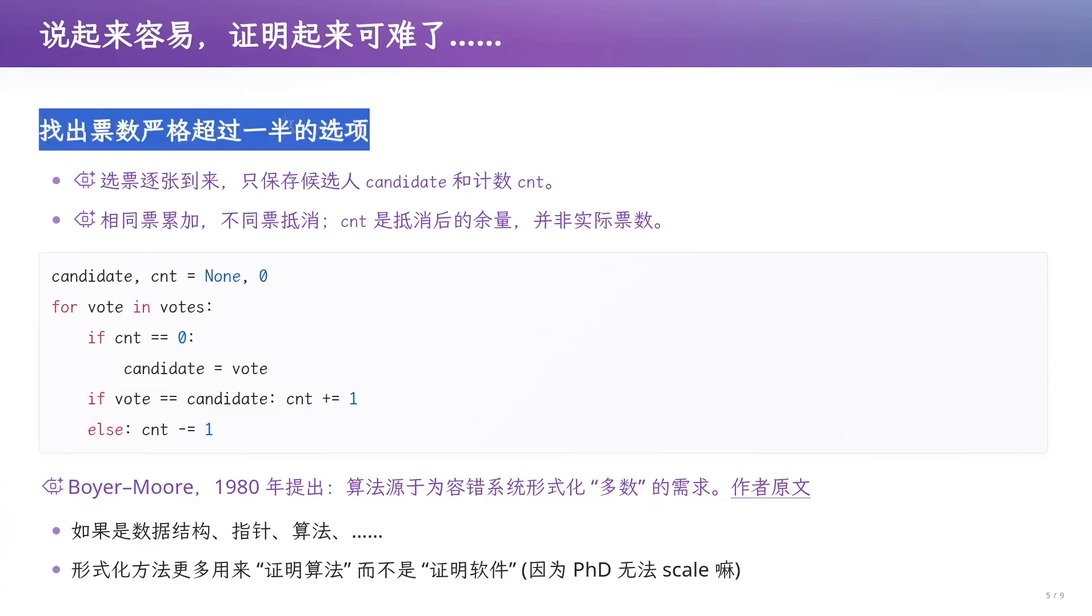 说起来容易，证明起来可难了……
找出票数严格超过一半的选项
选票逐张到来，只保存候选人 candidate 和计数 cnt。
相同票累加，不同票抵消；cnt 是抵消后的余量，并非实际票数。
candidate, cnt = None, 0
for vote in votes:
    if cnt == 0:
        candidate = vote
    if vote == candidate: cnt += 1
    else: cnt -= 1
Boyer–Moore，1980 年提出：算法源于为容错系统形式化 “多数” 的需求。作者原文
如果是数据结构、指针、算法、……
形式化方法更多用来 “证明算法” 而不是 “证明软件” (因为 PhD 无法 scale 嘛)
5 / 9